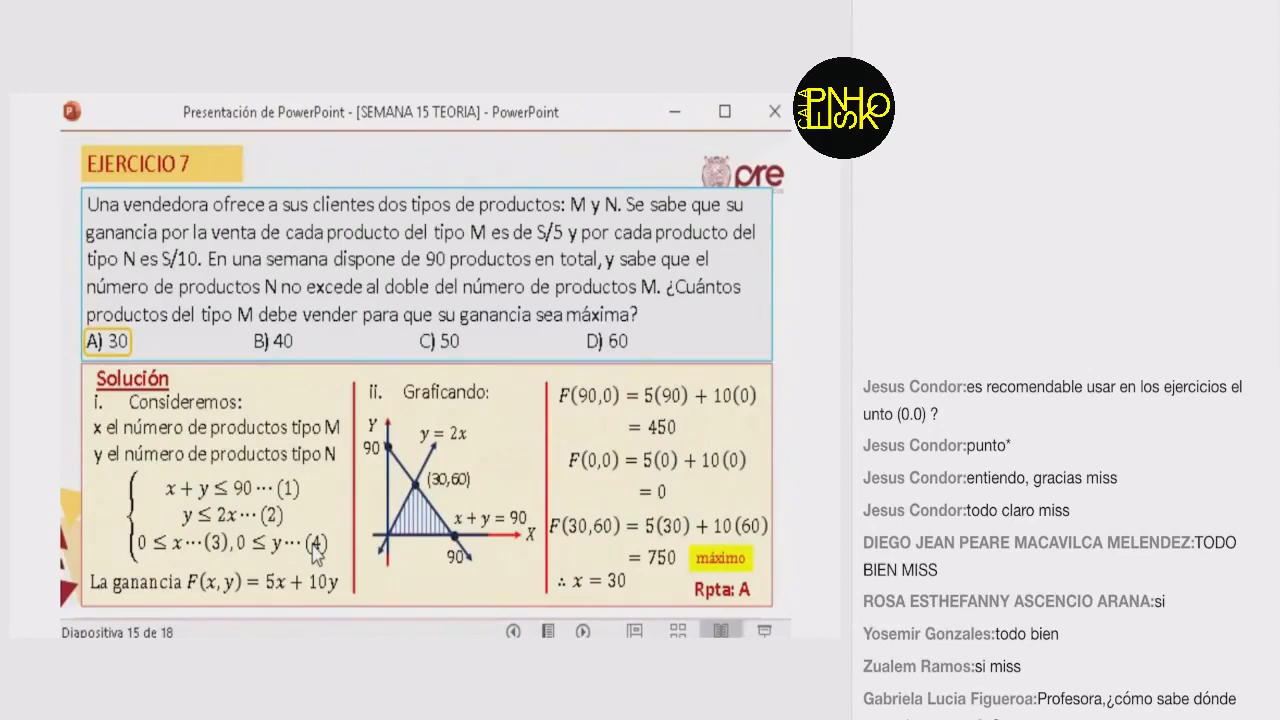 Presentación de PowerPoint - [SEMANA 15 TEORIA] - PowerPoint
CALA
PNHO
ESK
EJERCICIO 7
pre
Una vendedora ofrece a sus clientes dos tipos de productos: M y N. Se sabe que su
ganancia por la venta de cada producto del tipo M es de S/5 y por cada producto del
tipo N es S/10. En una semana dispone de 90 productos en total, y sabe que el
número de productos N no excede al doble del número de productos M. ¿Cuántos
productos del tipo M debe vender para que su ganancia sea máxima?
A) 30 B) 40 C) 50 D) 60
Solución
i. Consideremos:
x el número de productos tipo M
y el número de productos tipo N
x + y ≤ 90 ⋯ (1)
y ≤ 2x ⋯ (2)
0 ≤ x ⋯ (3), 0 ≤ y ⋯ (4)
La ganancia F(x, y) = 5x + 10y
ii. Graficando:
Y
90
y = 2x
(30,60)
x + y = 90
X
90
F(90,0) = 5(90) + 10(0)
= 450
F(0,0) = 5(0) + 10(0)
= 0
F(30,60) = 5(30) + 10(60)
= 750 máximo
∴ x = 30
Rpta: A
Diapositiva 15 de 18
Jesus Condor:es recomendable usar en los ejercicios el
unto (0.0) ?
Jesus Condor:punto*
Jesus Condor:entiendo, gracias miss
Jesus Condor:todo claro miss
DIEGO JEAN PEARE MACAVILCA MELENDEZ:TODO
BIEN MISS
ROSA ESTHEFANNY ASCENCIO ARANA:si
Yosemir Gonzales:todo bien
Zualem Ramos:si miss
Gabriela Lucia Figueroa:Profesora,¿cómo sabe dónde